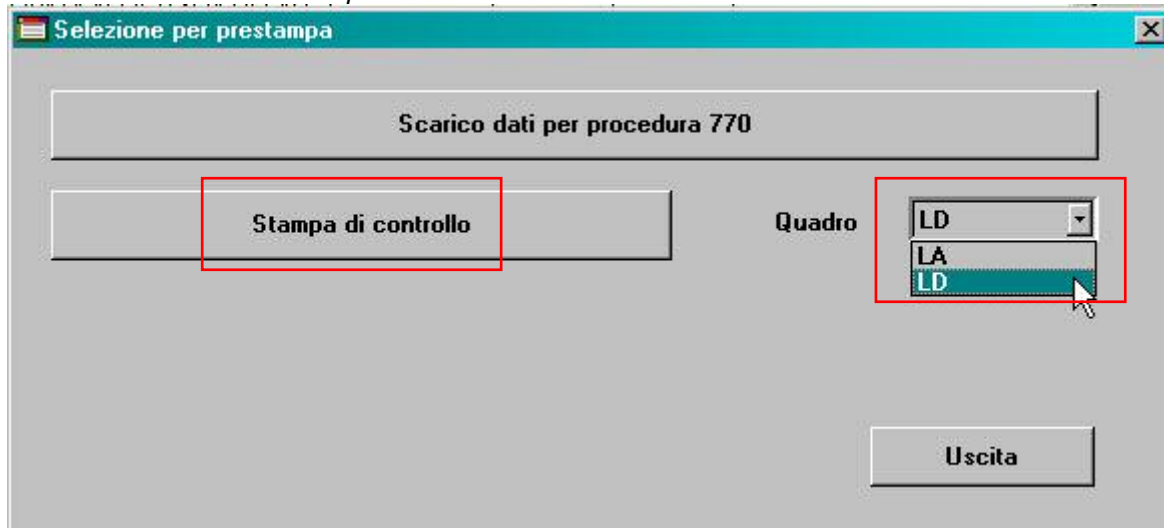 Selezione per prestampa
Scarico dati per procedura 770
Stampa di controllo
Quadro
LD
LA
LD
Uscita